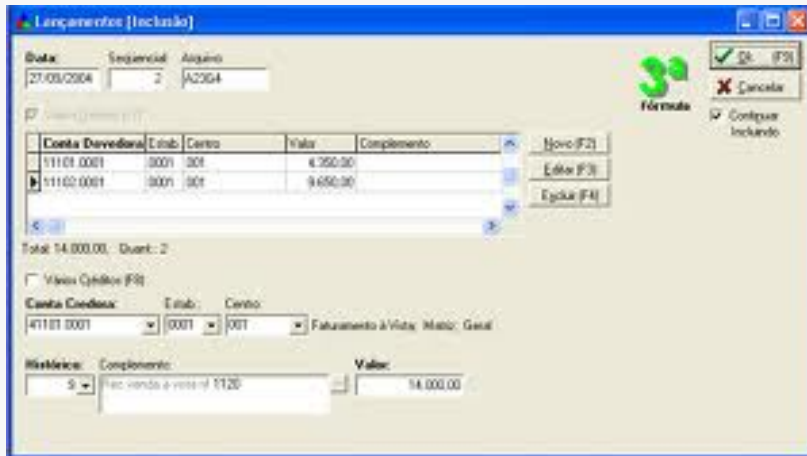 Lançamentos [Inclusão]
Data: Seqüencial Arquivo
27/09/2004 2 A2364
3ª
Fórmula
Ok (F9)
Cancelar
Continuar Incluindo
Conta Devedora Estab. Centro Valor Complemento
11101.0001 0001 001 4.350,00
11102.0001 0001 001 9.650,00
Novo (F2)
Editar (F3)
Excluir (F4)
Total: 14.000,00, Quant.: 2
Vários Créditos (F8)
Conta Credora: Estab.: Centro:
41101.0001 0001 001 Faturamento à Vista; Matriz; Geral
Histórico: Complemento: Valor:
9 Rec venda a vista nf 1120 14.000,00